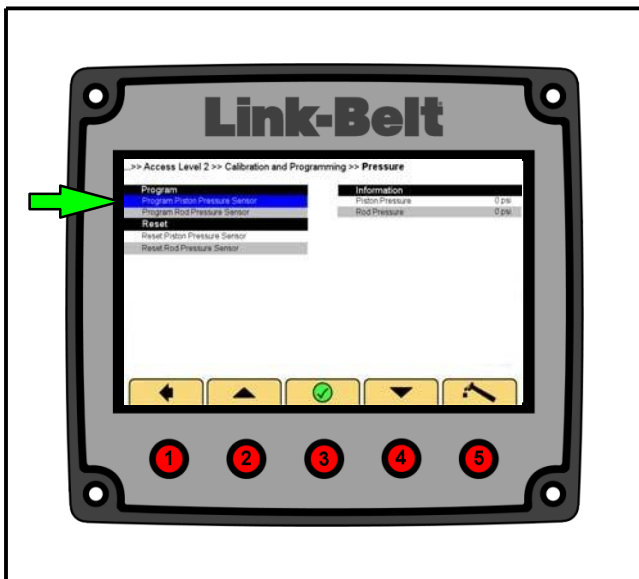 Link-Belt
...>> Access Level 2 >> Calibration and Programming >> Pressure
Program
Program Piston Pressure Sensor
Program Rod Pressure Sensor
Reset
Reset Piston Pressure Sensor
Reset Rod Pressure Sensor
Information
Piston Pressure 0 psi
Rod Pressure 0 psi
1 2 3 4 5